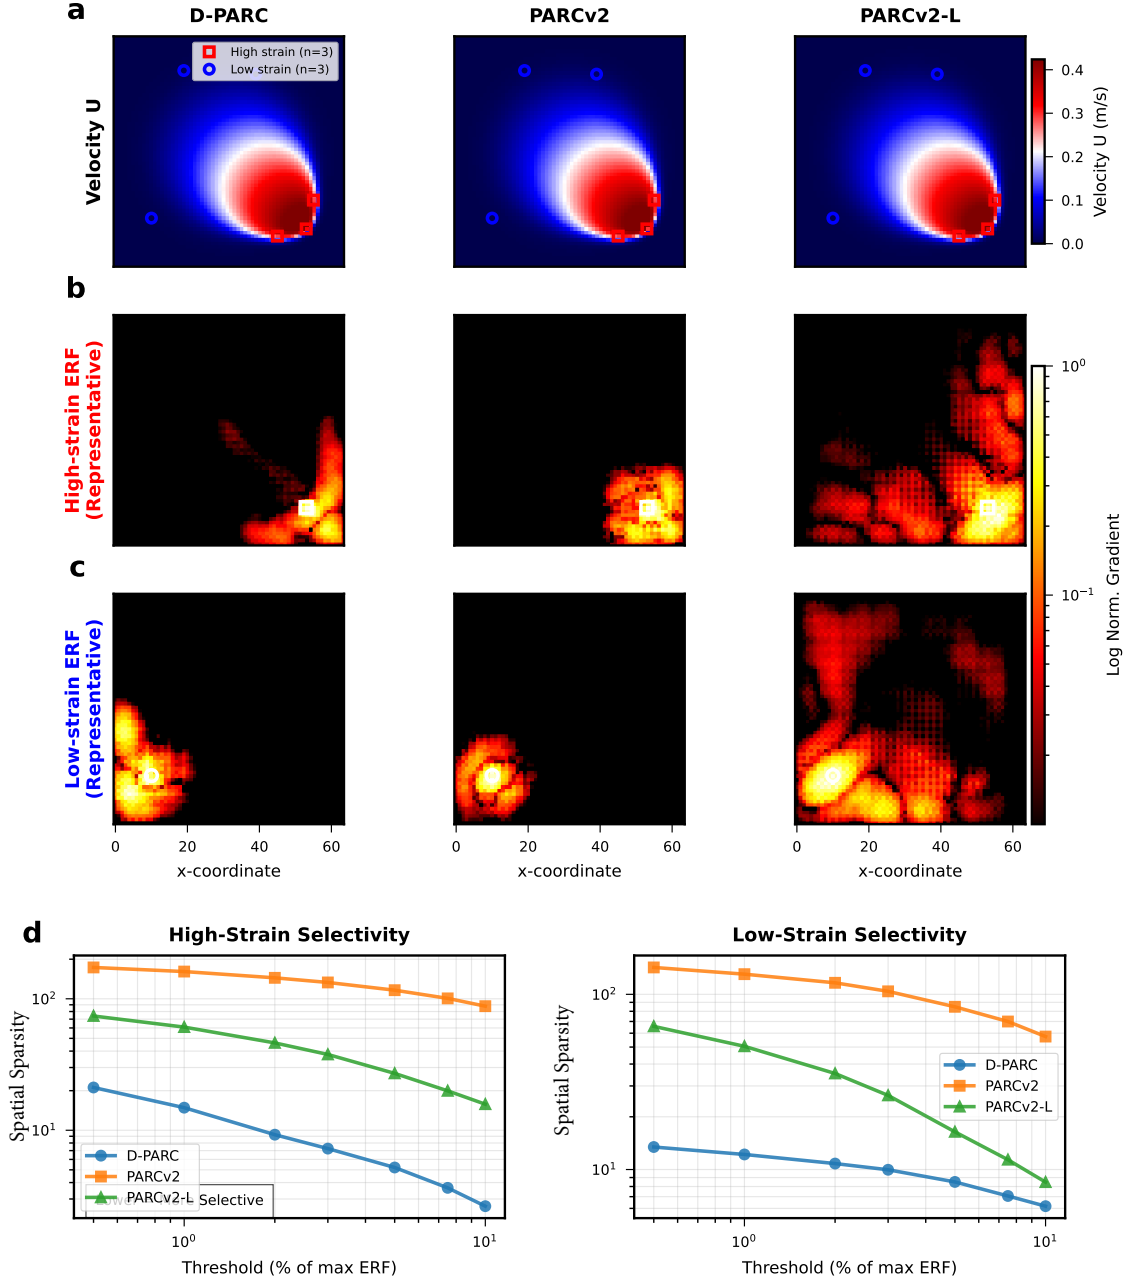 a
D-PARC
PARCv2
PARCv2-L
High strain (n=3)
Low strain (n=3)
Velocity U
0.4
0.3
0.2
0.1
0.0
Velocity U (m/s)
b
High-strain ERF
(Representative)
c
Low-strain ERF
(Representative)
10⁰
10⁻¹
Log Norm. Gradient
0 20 40 60
0 20 40 60
0 20 40 60
x-coordinate
x-coordinate
x-coordinate
d
High-Strain Selectivity
Spatial Sparsity
10²
10¹
D-PARC
PARCv2
PARCv2-L
Selective
10⁰ 10¹
Threshold (% of max ERF)
Low-Strain Selectivity
Spatial Sparsity
10²
10¹
D-PARC
PARCv2
PARCv2-L
10⁰ 10¹
Threshold (% of max ERF)